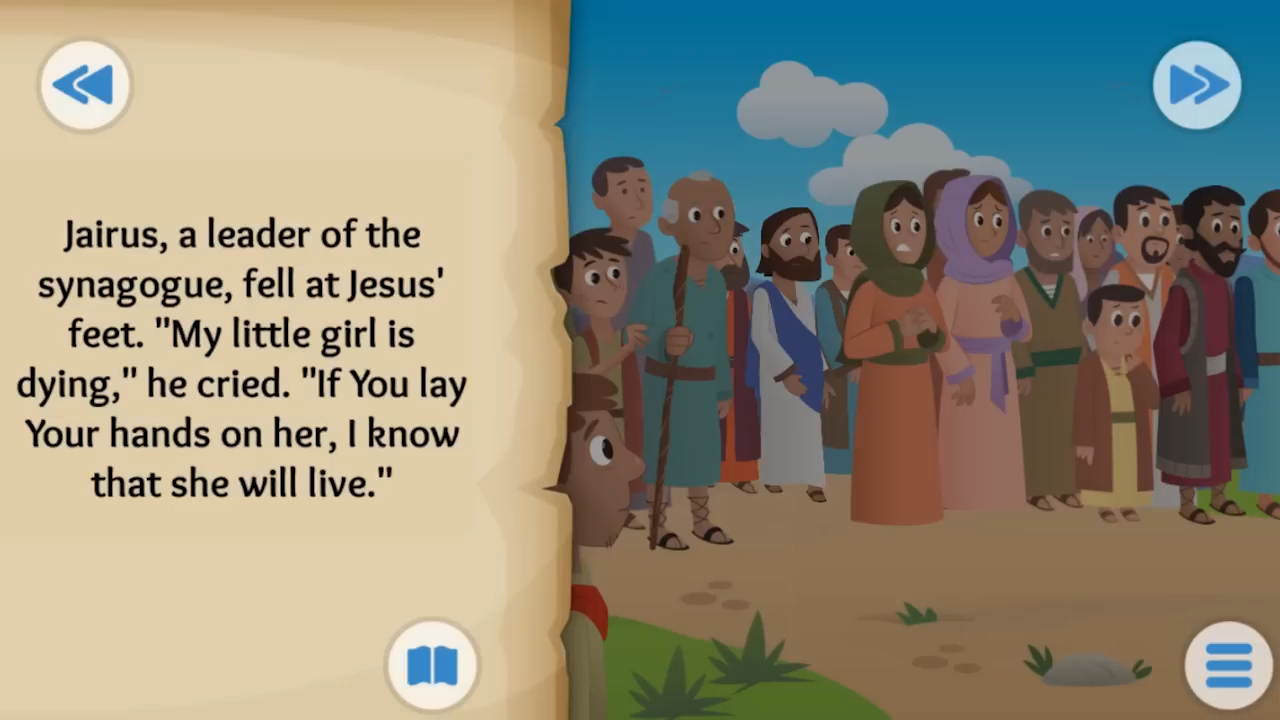 Jairus, a leader of the
synagogue, fell at Jesus'
feet. "My little girl is
dying," he cried. "If You lay
Your hands on her, I know
that she will live."